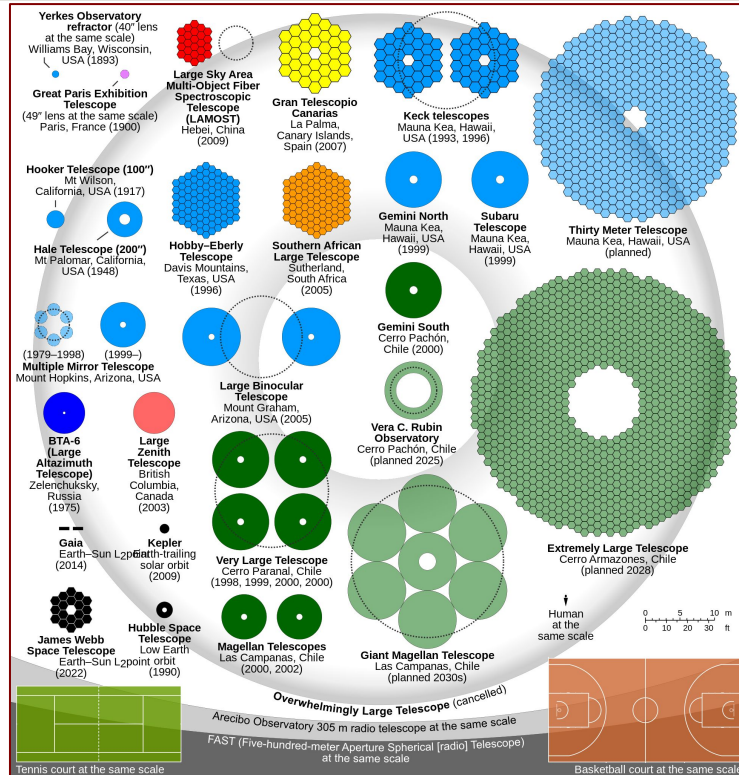 Yerkes Observatory
refractor (40″ lens
at the same scale)
Williams Bay, Wisconsin,
USA (1893)
Great Paris Exhibition
Telescope
(49″ lens at the same scale)
Paris, France (1900)
Large Sky Area
Multi-Object Fiber
Spectroscopic
Telescope
(LAMOST)
Hebei, China
(2009)
Gran Telescopio
Canarias
La Palma,
Canary Islands,
Spain (2007)
Keck telescopes
Mauna Kea, Hawaii,
USA (1993, 1996)
Thirty Meter Telescope
Mauna Kea, Hawaii, USA
(planned)
Hooker Telescope (100″)
Mt Wilson,
California, USA (1917)
Hale Telescope (200″)
Mt Palomar, California,
USA (1948)
Hobby–Eberly
Telescope
Davis Mountains,
Texas, USA
(1996)
Southern African
Large Telescope
Sutherland,
South Africa
(2005)
Gemini North
Mauna Kea,
Hawaii, USA
(1999)
Subaru
Telescope
Mauna Kea,
Hawaii, USA
(1999)
Gemini South
Cerro Pachón,
Chile (2000)
(1979–1998) (1999–)
Multiple Mirror Telescope
Mount Hopkins, Arizona, USA
Large Binocular
Telescope
Mount Graham,
Arizona, USA (2005)
Vera C. Rubin
Observatory
Cerro Pachón, Chile
(planned 2025)
BTA-6
(Large
Altazimuth
Telescope)
Zelenchuksky,
Russia
(1975)
Large
Zenith
Telescope
British
Columbia,
Canada
(2003)
Gaia
Earth–Sun L2 point
(2014)
Kepler
Earth-trailing
solar orbit
(2009)
Very Large Telescope
Cerro Paranal, Chile
(1998, 1999, 2000, 2000)
Extremely Large Telescope
Cerro Armazones, Chile
(planned 2028)
James Webb
Space Telescope
Earth–Sun L2 point
(2022)
Hubble Space
Telescope
Low Earth
orbit
(1990)
Magellan Telescopes
Las Campanas, Chile
(2000, 2002)
Giant Magellan Telescope
Las Campanas, Chile
(planned 2030s)
Human
at the
same scale
0 5 10 m
0 10 20 30 ft
Overwhelmingly Large Telescope (cancelled)
Arecibo Observatory 305 m radio telescope at the same scale
FAST (Five-hundred-meter Aperture Spherical [radio] Telescope)
at the same scale
Tennis court at the same scale
Basketball court at the same scale